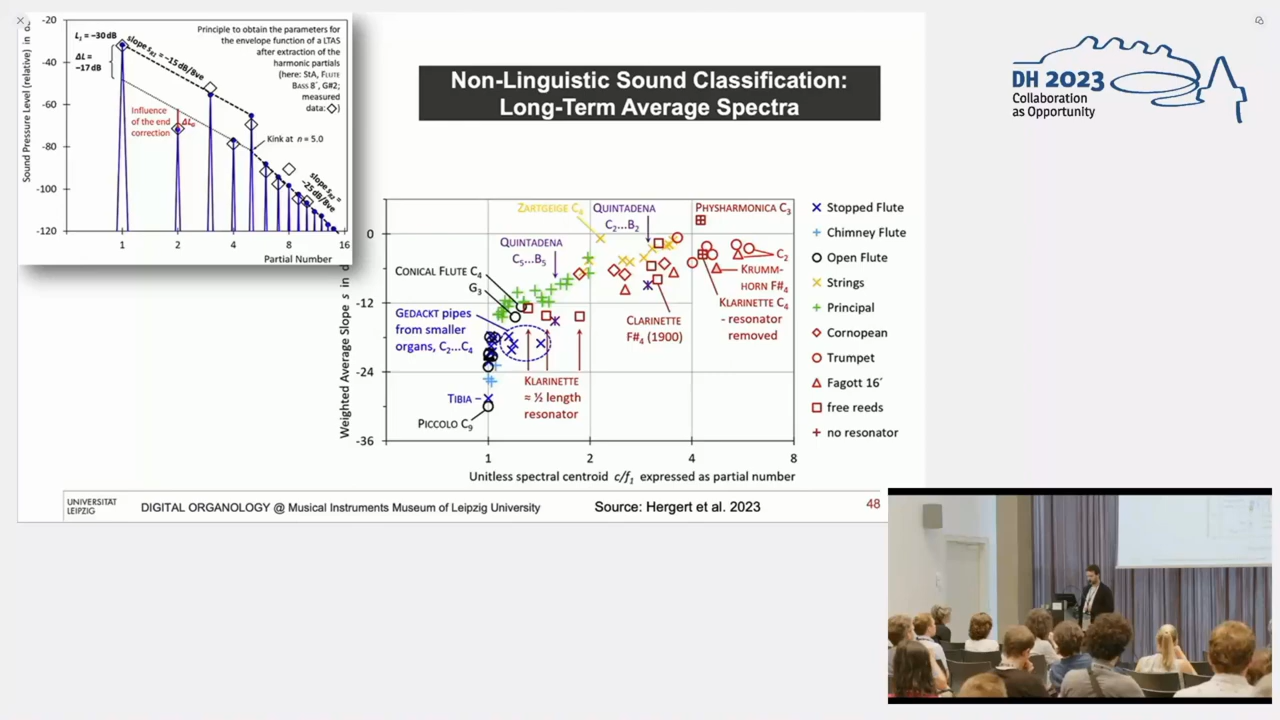 Sound Pressure Level (relative) in
-20
-40
-60
-80
-100
-120
L₁ = −30 dB
ΔL =
−17 dB
slope s₈₁ = −15 dB/8ve
Principle to obtain the parameters for
the envelope function of a LTAS
after extraction of the
harmonic partials
(here: StA, FLUTE
BASS 8´, G#2;
measured
data: ◇)
Influence
of the end
correction
Kink at n = 5.0
−25 dB/8ve
1
2
4
8
16
Partial Number
Non-Linguistic Sound Classification:
Long-Term Average Spectra
DH 2023
Collaboration
as Opportunity
Weighted Average Slope s in d
0
-12
-24
-36
ZARTGEIGE C₄
QUINTADENA
C₂...B₂
PHYSHARMONICA C₃
QUINTADENA
C₅...B₅
CONICAL FLUTE C₄
G₃
C₂
KRUMM-
HORN F#₄
KLARINETTE C₄
- resonator
removed
GEDACKT pipes
from smaller
organs, C₂...C₄
CLARINETTE
F#₄ (1900)
KLARINETTE
≈ ½ length
resonator
TIBIA
PICCOLO C₉
1
2
4
8
Unitless spectral centroid c/f₁ expressed as partial number
Stopped Flute
Chimney Flute
Open Flute
Strings
Principal
Cornopean
Trumpet
Fagott 16´
free reeds
no resonator
UNIVERSITÄT
LEIPZIG
DIGITAL ORGANOLOGY @ Musical Instruments Museum of Leipzig University
Source: Hergert et al. 2023
48